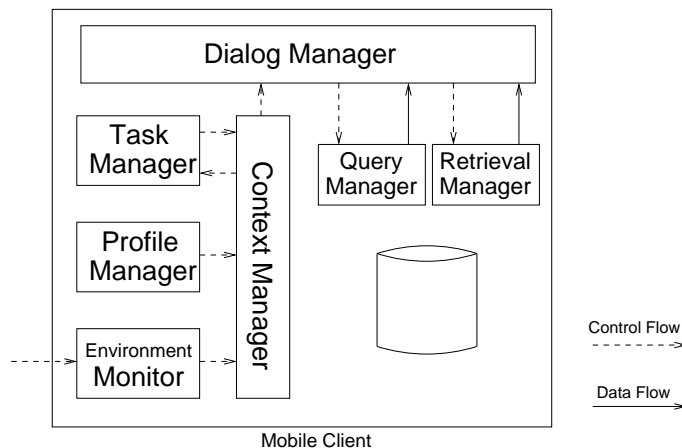 Dialog Manager
Task
Manager
Query
Manager
Retrieval
Manager
Context Manager
Profile
Manager
Environment
Monitor
Control Flow
Data Flow
Mobile Client